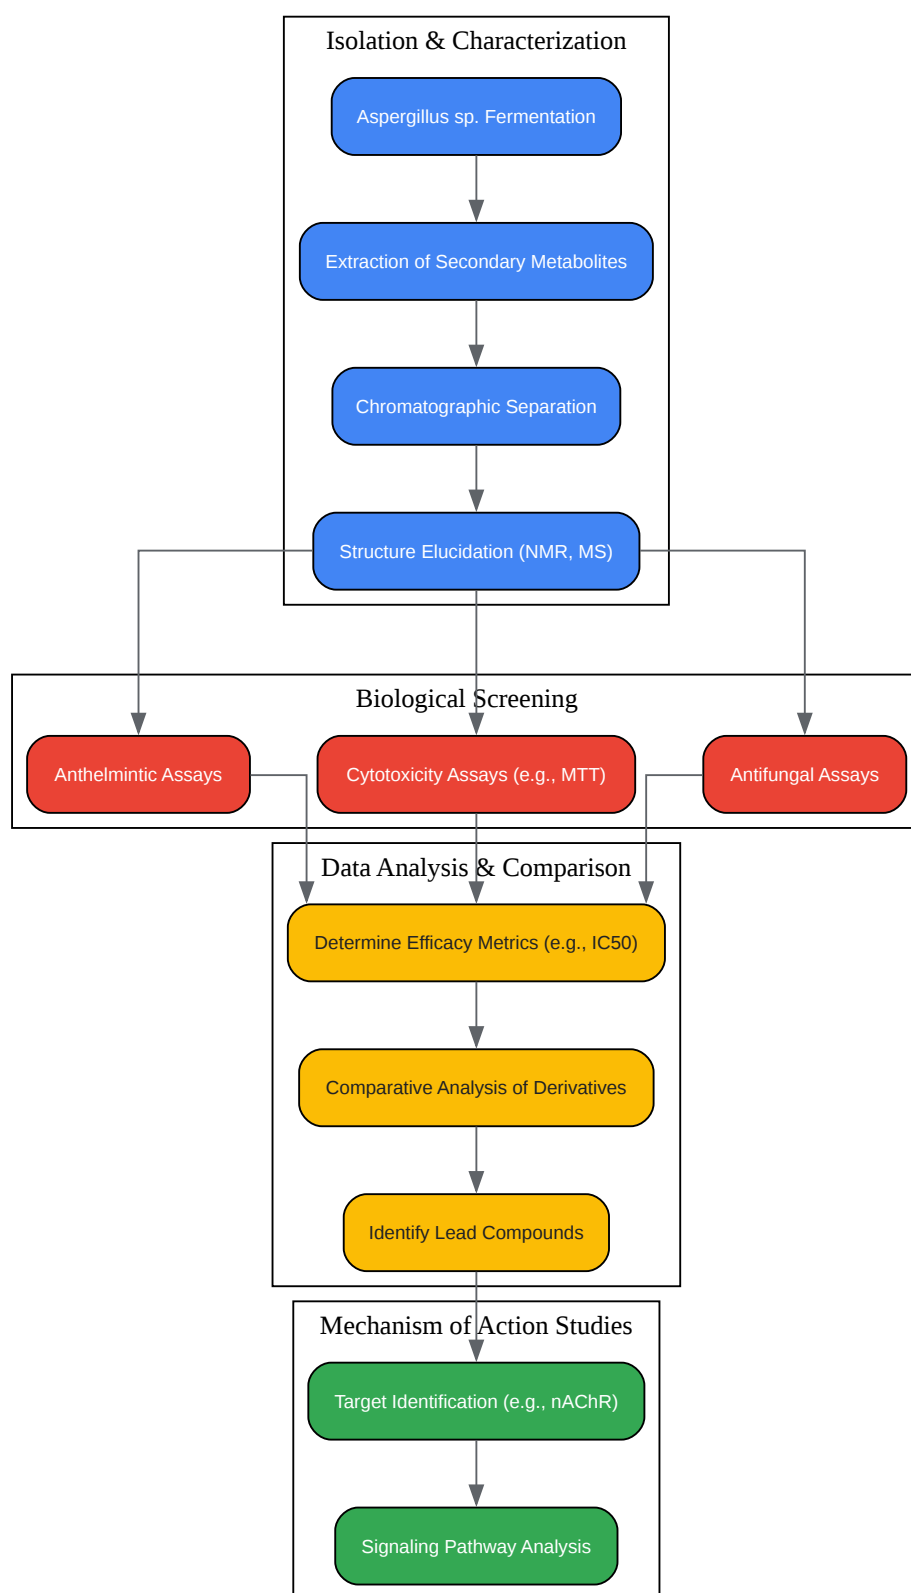 Isolation & Characterization
Aspergillus sp. Fermentation
Extraction of Secondary Metabolites
Chromatographic Separation
Structure Elucidation (NMR, MS)
Biological Screening
Anthelmintic Assays
Cytotoxicity Assays (e.g., MTT)
Antifungal Assays
Data Analysis & Comparison
Determine Efficacy Metrics (e.g., IC50)
Comparative Analysis of Derivatives
Identify Lead Compounds
Mechanism of Action Studies
Target Identification (e.g., nAChR)
Signaling Pathway Analysis